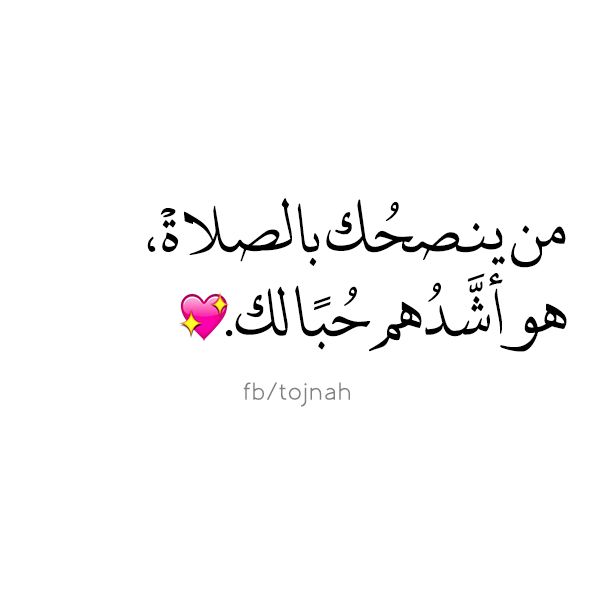 من ينصحُك بالصلاةً،
هو أشَّدُهم حُبًا لك.💖
fb/tojnah